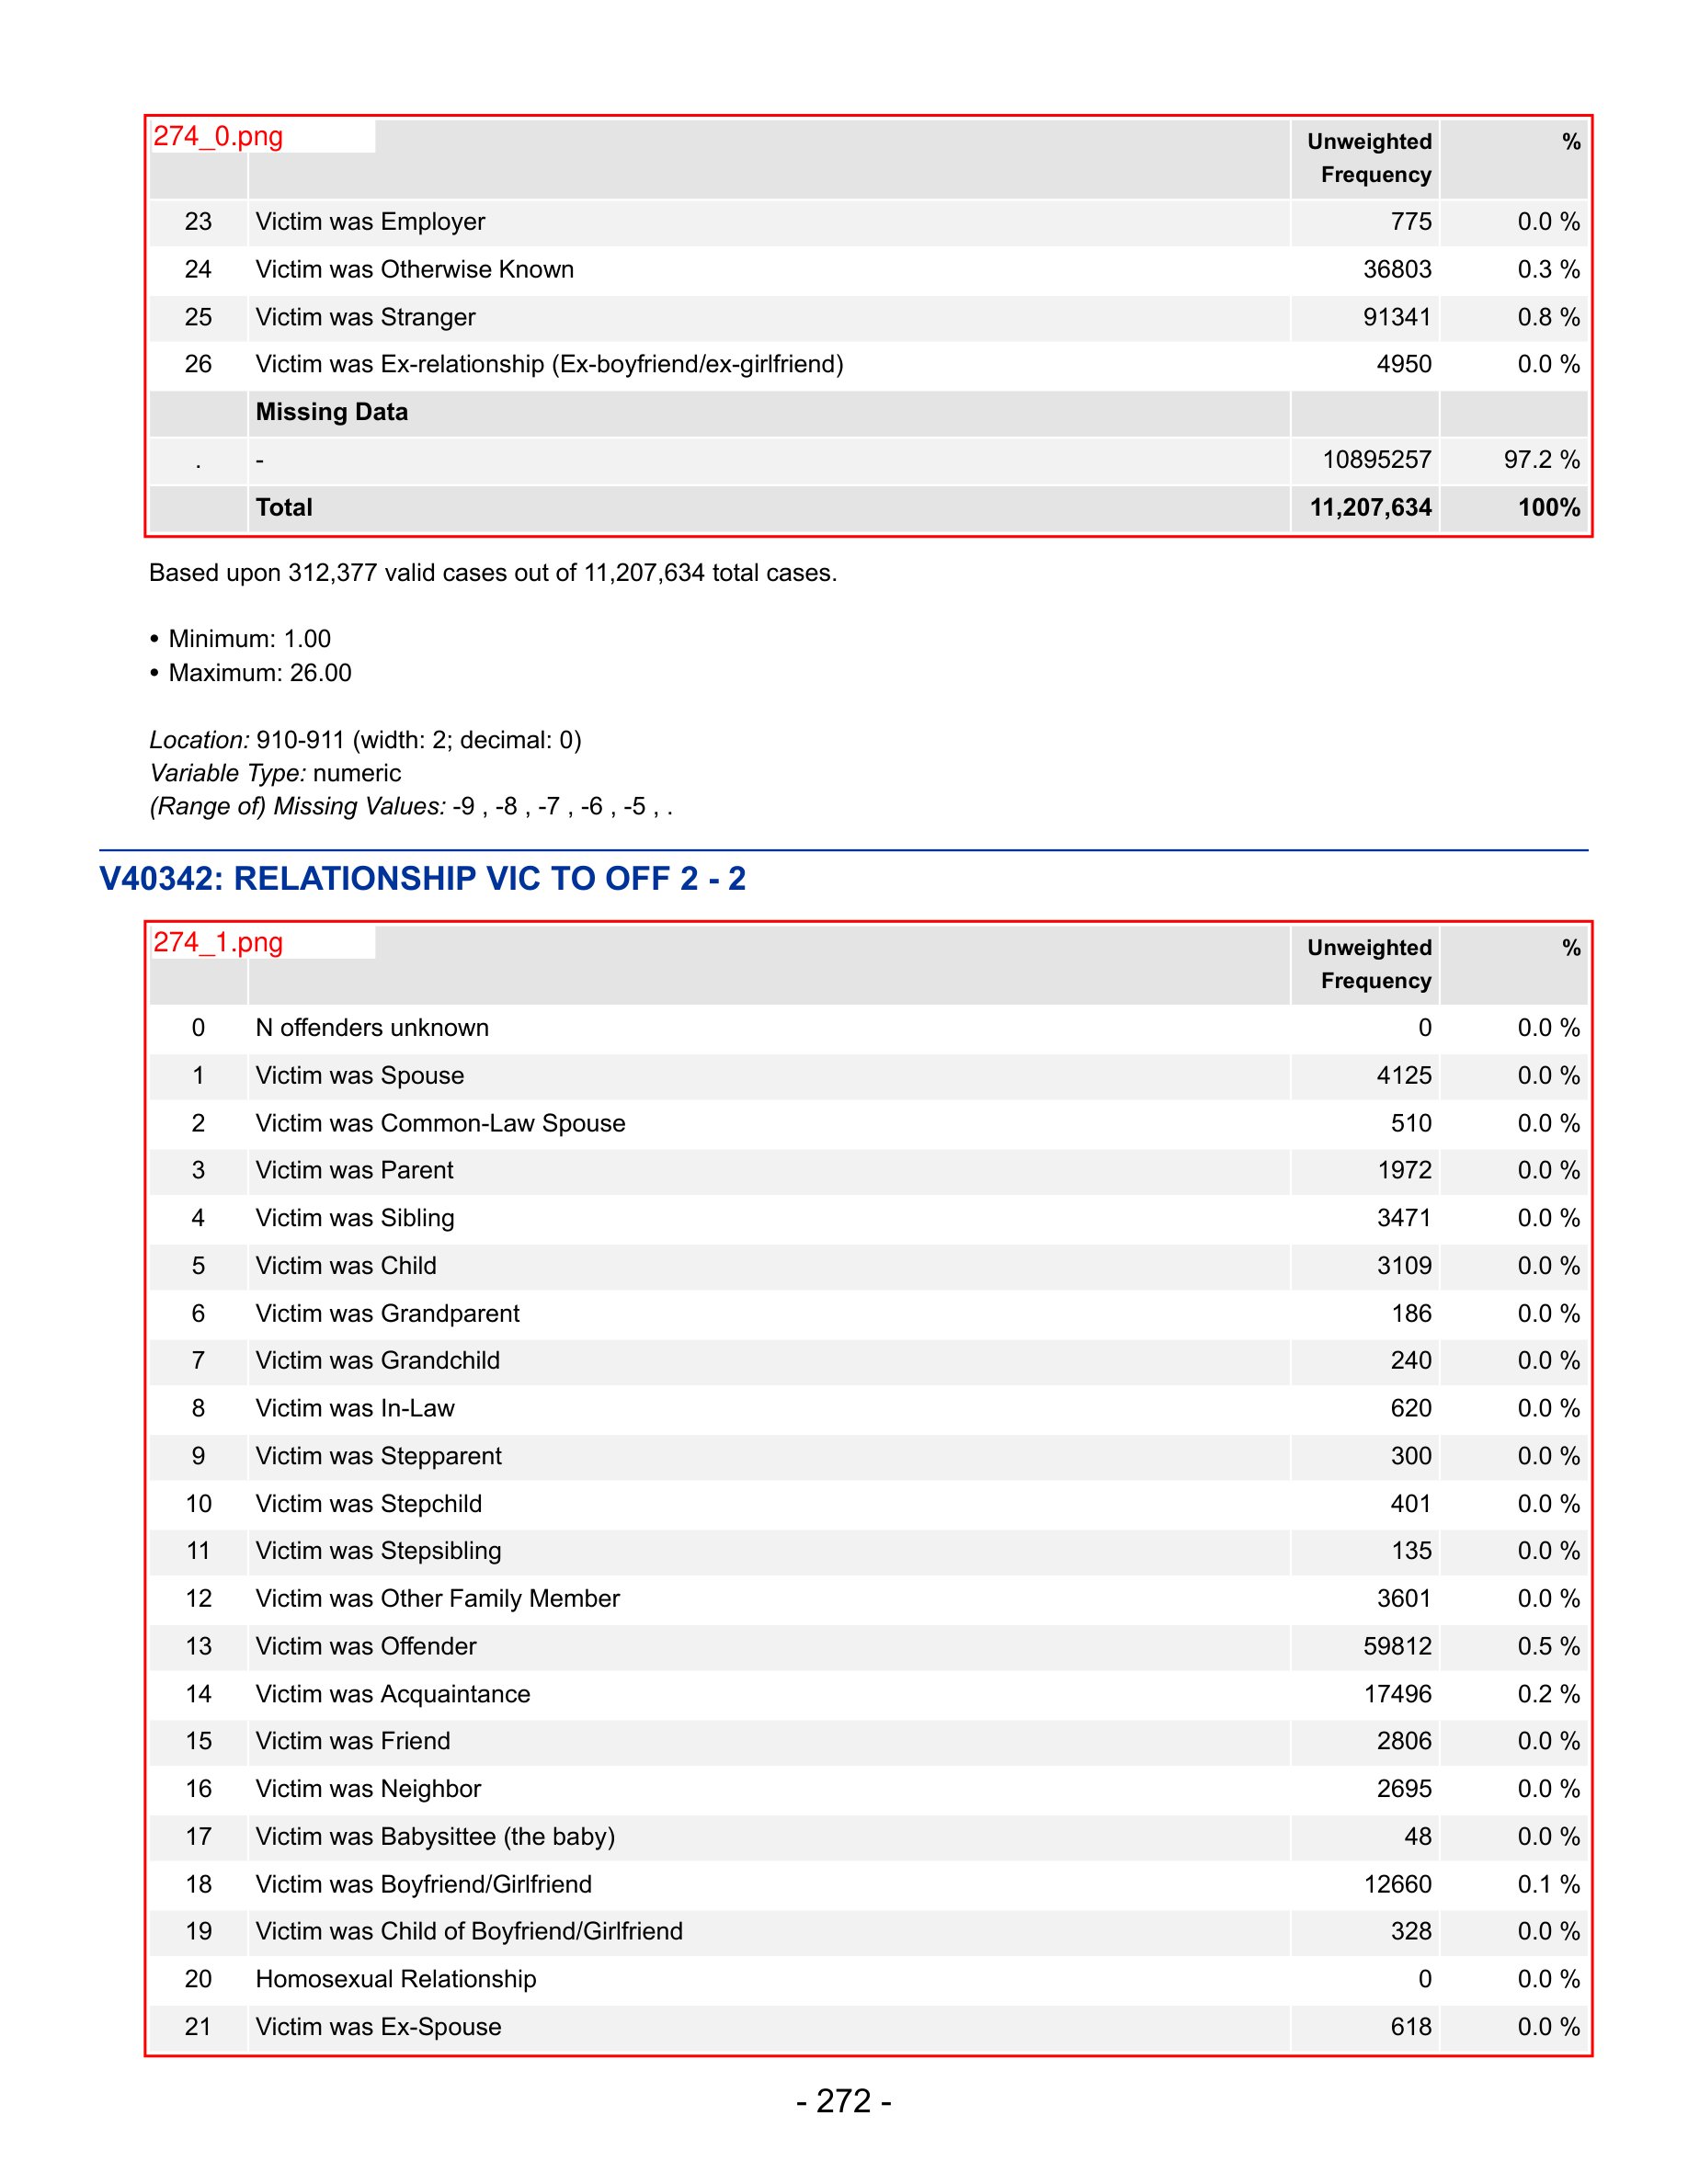 274_0.png
Unweighted Frequency %
23 Victim was Employer 775 0.0 %
24 Victim was Otherwise Known 36803 0.3 %
25 Victim was Stranger 91341 0.8 %
26 Victim was Ex-relationship (Ex-boyfriend/ex-girlfriend) 4950 0.0 %
Missing Data
. - 10895257 97.2 %
Total 11,207,634 100%
Based upon 312,377 valid cases out of 11,207,634 total cases.
• Minimum: 1.00
• Maximum: 26.00
Location: 910-911 (width: 2; decimal: 0)
Variable Type: numeric
(Range of) Missing Values: -9 , -8 , -7 , -6 , -5 , .
V40342: RELATIONSHIP VIC TO OFF 2 - 2
274_1.png
Unweighted Frequency %
0 N offenders unknown 0 0.0 %
1 Victim was Spouse 4125 0.0 %
2 Victim was Common-Law Spouse 510 0.0 %
3 Victim was Parent 1972 0.0 %
4 Victim was Sibling 3471 0.0 %
5 Victim was Child 3109 0.0 %
6 Victim was Grandparent 186 0.0 %
7 Victim was Grandchild 240 0.0 %
8 Victim was In-Law 620 0.0 %
9 Victim was Stepparent 300 0.0 %
10 Victim was Stepchild 401 0.0 %
11 Victim was Stepsibling 135 0.0 %
12 Victim was Other Family Member 3601 0.0 %
13 Victim was Offender 59812 0.5 %
14 Victim was Acquaintance 17496 0.2 %
15 Victim was Friend 2806 0.0 %
16 Victim was Neighbor 2695 0.0 %
17 Victim was Babysittee (the baby) 48 0.0 %
18 Victim was Boyfriend/Girlfriend 12660 0.1 %
19 Victim was Child of Boyfriend/Girlfriend 328 0.0 %
20 Homosexual Relationship 0 0.0 %
21 Victim was Ex-Spouse 618 0.0 %
- 272 -